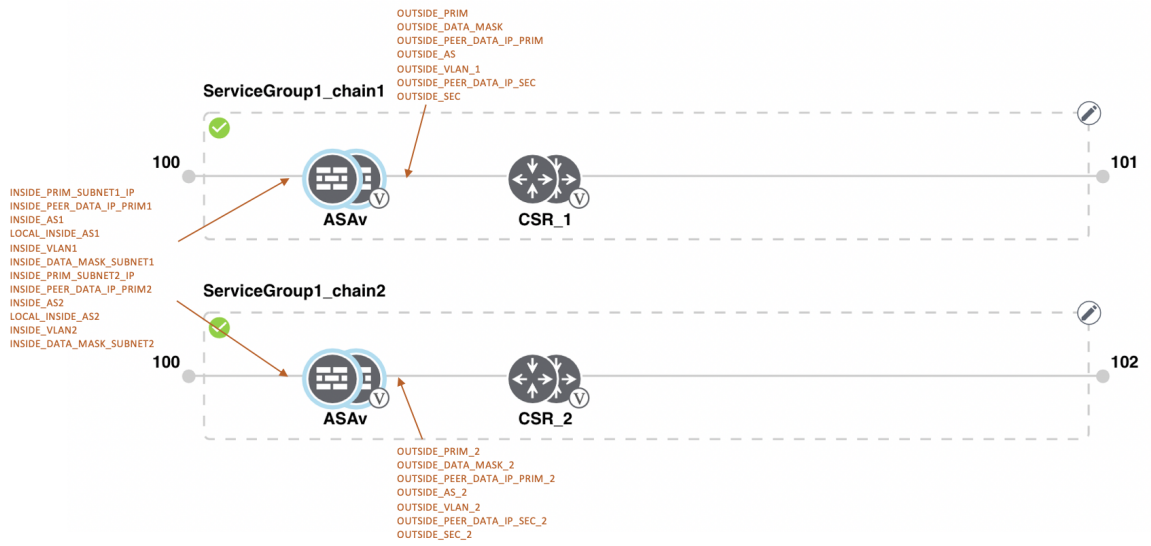 OUTSIDE_PRIM
OUTSIDE_DATA_MASK
OUTSIDE_PEER_DATA_IP_PRIM
OUTSIDE_AS
OUTSIDE_VLAN_1
OUTSIDE_PEER_DATA_IP_SEC
OUTSIDE_SEC
ServiceGroup1_chain1
100
101
V
V
ASAv
CSR_1
INSIDE_PRIM_SUBNET1_IP
INSIDE_PEER_DATA_IP_PRIM1
INSIDE_AS1
LOCAL_INSIDE_AS1
INSIDE_VLAN1
INSIDE_DATA_MASK_SUBNET1
INSIDE_PRIM_SUBNET2_IP
INSIDE_PEER_DATA_IP_PRIM2
INSIDE_AS2
LOCAL_INSIDE_AS2
INSIDE_VLAN2
INSIDE_DATA_MASK_SUBNET2
ServiceGroup1_chain2
100
102
V
V
ASAv
CSR_2
OUTSIDE_PRIM_2
OUTSIDE_DATA_MASK_2
OUTSIDE_PEER_DATA_IP_PRIM_2
OUTSIDE_AS_2
OUTSIDE_VLAN_2
OUTSIDE_PEER_DATA_IP_SEC_2
OUTSIDE_SEC_2